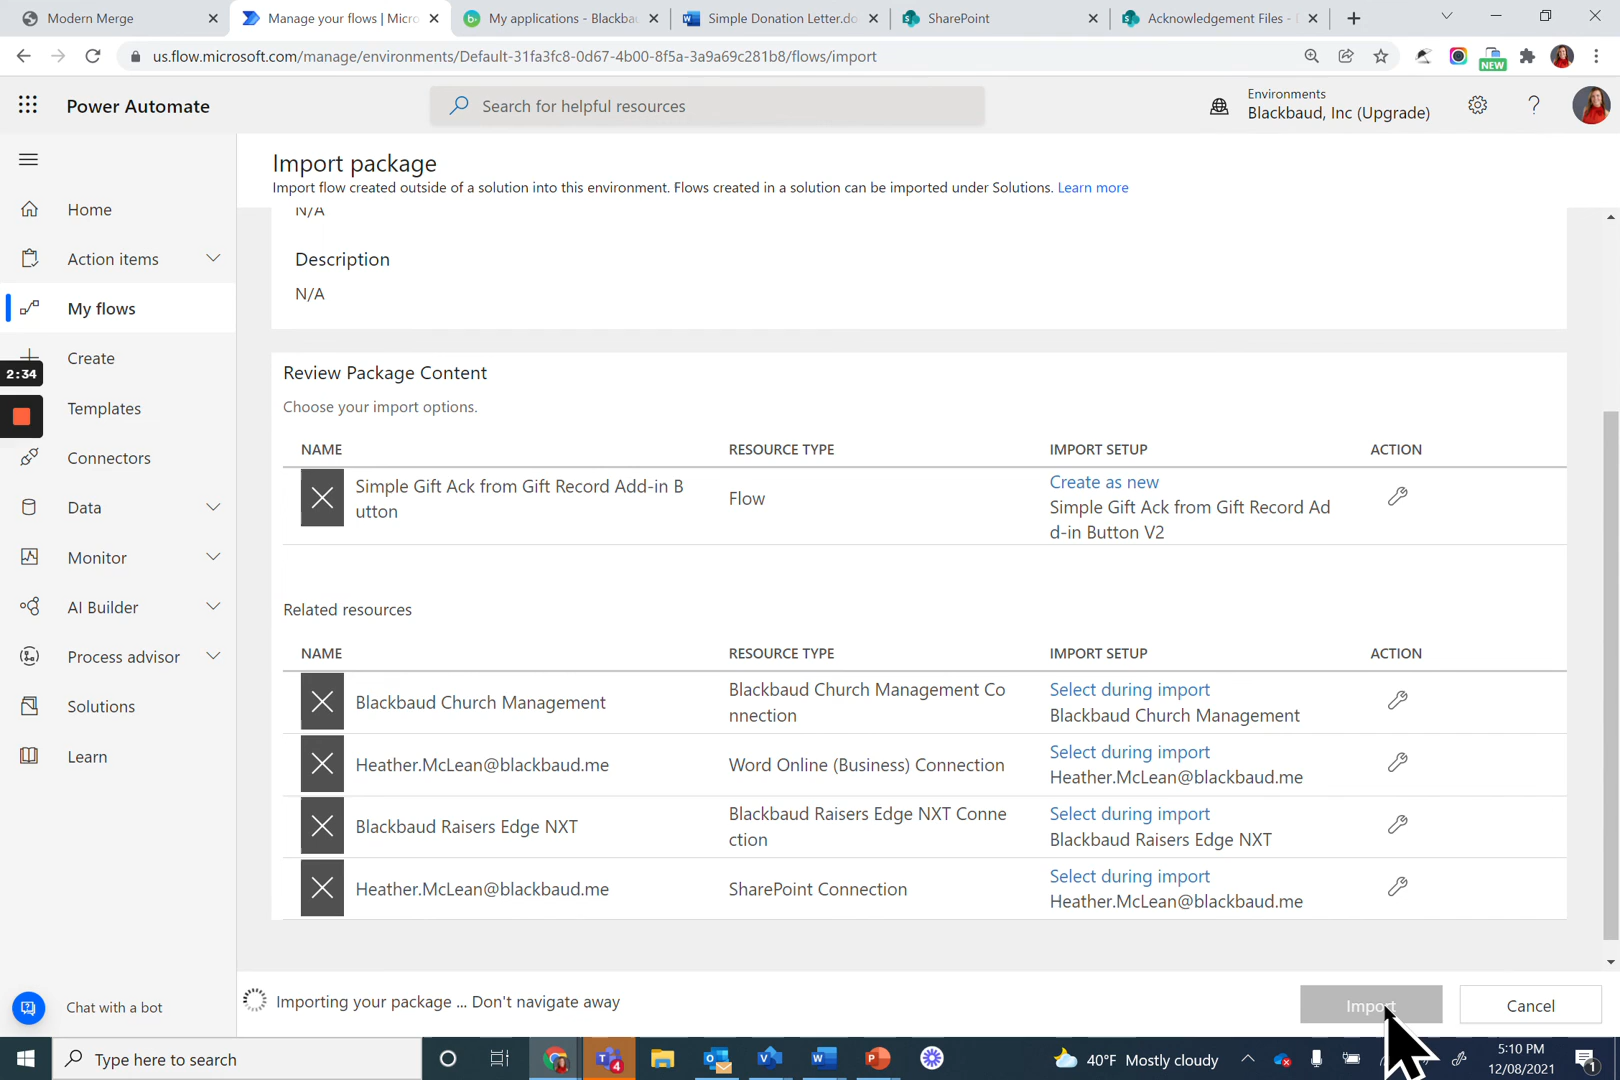 Modern Merge
Manage your flows | Micro
My applications - Blackbau
Simple Donation Letter.do
SharePoint
Acknowledgement Files -
us.flow.microsoft.com/manage/environments/Default-31fa3fc8-0d67-4b00-8f5a-3a9a69c281b8/flows/import
NEW
Power Automate
Search for helpful resources
Environments
Blackbaud, Inc (Upgrade)
Import package
Import flow created outside of a solution into this environment. Flows created in a solution can be imported under Solutions. Learn more
Home
Action items
My flows
Create
2:34
Templates
Connectors
Data
Monitor
AI Builder
Process advisor
Solutions
Learn
Chat with a bot
N/A
Description
N/A
Review Package Content
Choose your import options.
NAME RESOURCE TYPE IMPORT SETUP ACTION
Simple Gift Ack from Gift Record Add-in B
utton
Flow
Create as new
Simple Gift Ack from Gift Record Ad
d-in Button V2
Related resources
NAME RESOURCE TYPE IMPORT SETUP ACTION
Blackbaud Church Management
Blackbaud Church Management Co
nnection
Select during import
Blackbaud Church Management
Heather.McLean@blackbaud.me
Word Online (Business) Connection
Select during import
Heather.McLean@blackbaud.me
Blackbaud Raisers Edge NXT
Blackbaud Raisers Edge NXT Conne
ction
Select during import
Blackbaud Raisers Edge NXT
Heather.McLean@blackbaud.me
SharePoint Connection
Select during import
Heather.McLean@blackbaud.me
Importing your package ... Don't navigate away
Import
Cancel
Type here to search
4
40°F Mostly cloudy
5:10 PM
12/08/2021
1